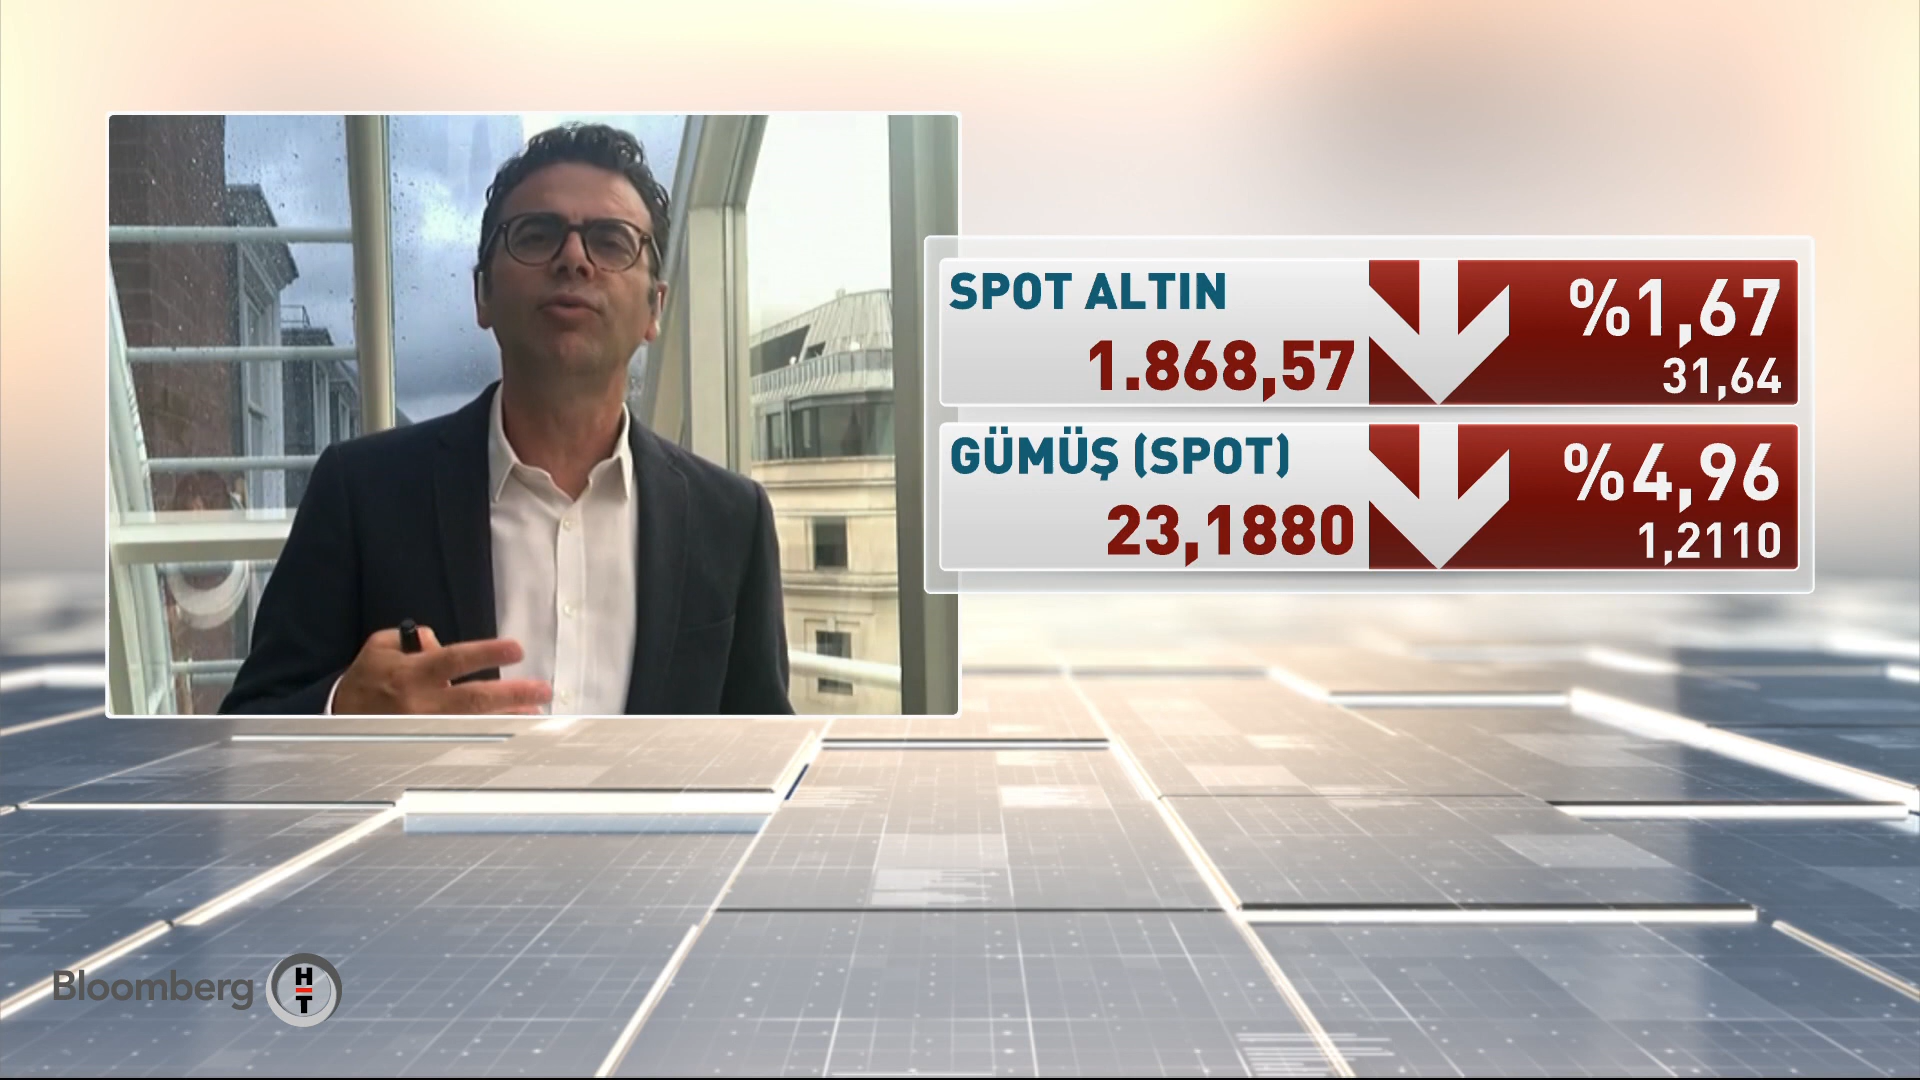 SPOT ALTIN
1.868,57
%1,67
31,64
GÜMÜŞ (SPOT)
23,1880
%4,96
1,2110
Bloomberg HT